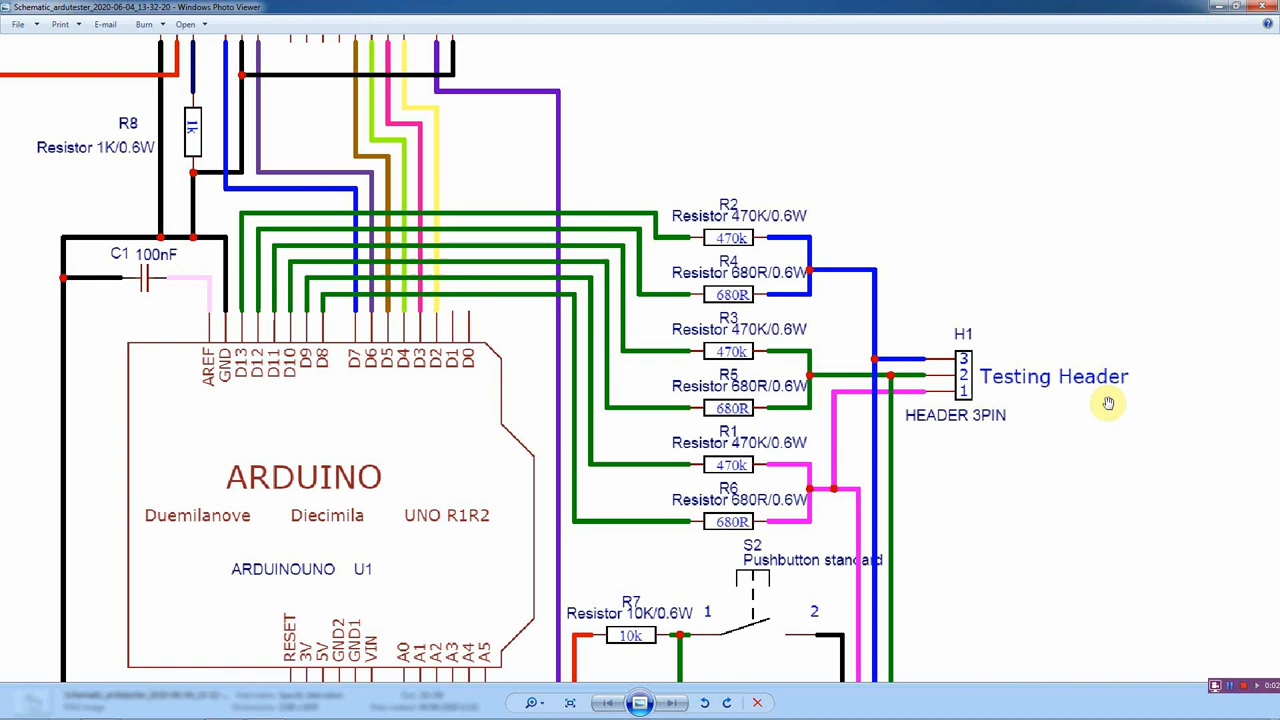 Schematic_ardutester_2020-06-04_13-32-20 - Windows Photo Viewer
File Print E-mail Burn Open
R8
Resistor 1K/0.6W
1k
C1 100nF
R2
Resistor 470K/0.6W
470k
R4
Resistor 680R/0.6W
680R
R3
Resistor 470K/0.6W
470k
R5
Resistor 680R/0.6W
680R
R1
Resistor 470K/0.6W
470k
R6
Resistor 680R/0.6W
680R
H1
3
2
1
Testing Header
HEADER 3PIN
AREF GND D13 D12 D11 D10 D9 D8 D7 D6 D5 D4 D3 D2 D1 D0
ARDUINO
Duemilanove Diecimila UNO R1R2
ARDUINOUNO U1
RESET 3V 5V GND2 GND1 VIN A0 A1 A2 A3 A4 A5
S2
Pushbutton standard
1 2
R7
Resistor 10K/0.6W
10k
0:02